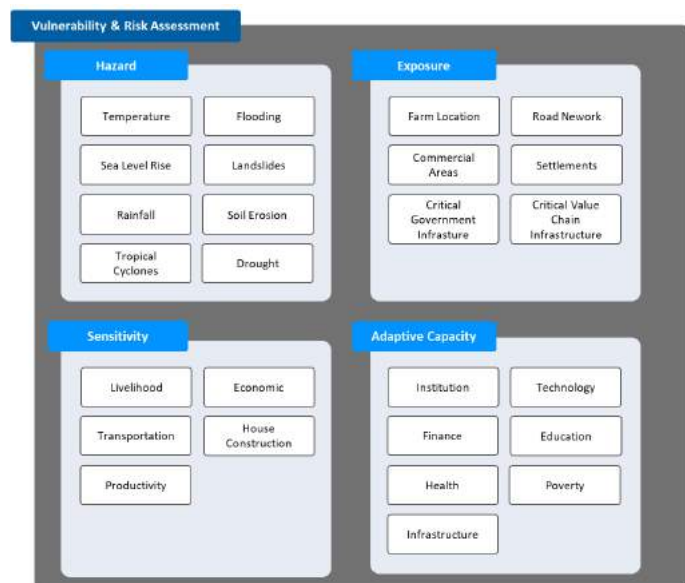 Vulnerability & Risk Assessment
Hazard
Temperature
Flooding
Sea Level Rise
Landslides
Rainfall
Soil Erosion
Tropical
Cyclones
Drought
Exposure
Farm Location
Road Nework
Commercial
Areas
Settlements
Critical
Government
Infrasture
Critical Value
Chain
Infrastructure
Sensitivity
Livelihood
Economic
Transportation
House
Construction
Productivity
Adaptive Capacity
Institution
Technology
Finance
Education
Health
Poverty
Infrastructure